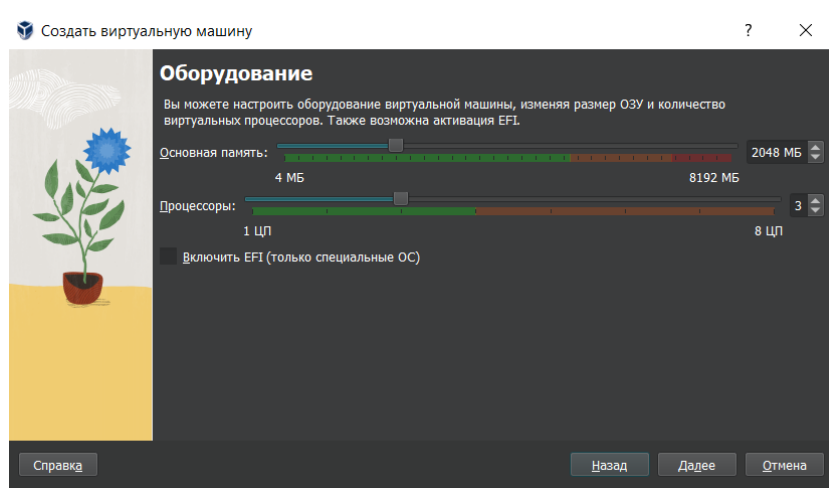 Создать виртуальную машину
Оборудование
Вы можете настроить оборудование виртуальной машины, изменяя размер ОЗУ и количество
виртуальных процессоров. Также возможна активация EFI.
Основная память: 2048 МБ
4 МБ 8192 МБ
Процессоры: 3
1 ЦП 8 ЦП
Включить EFI (только специальные ОС)
Справка Назад Далее Отмена